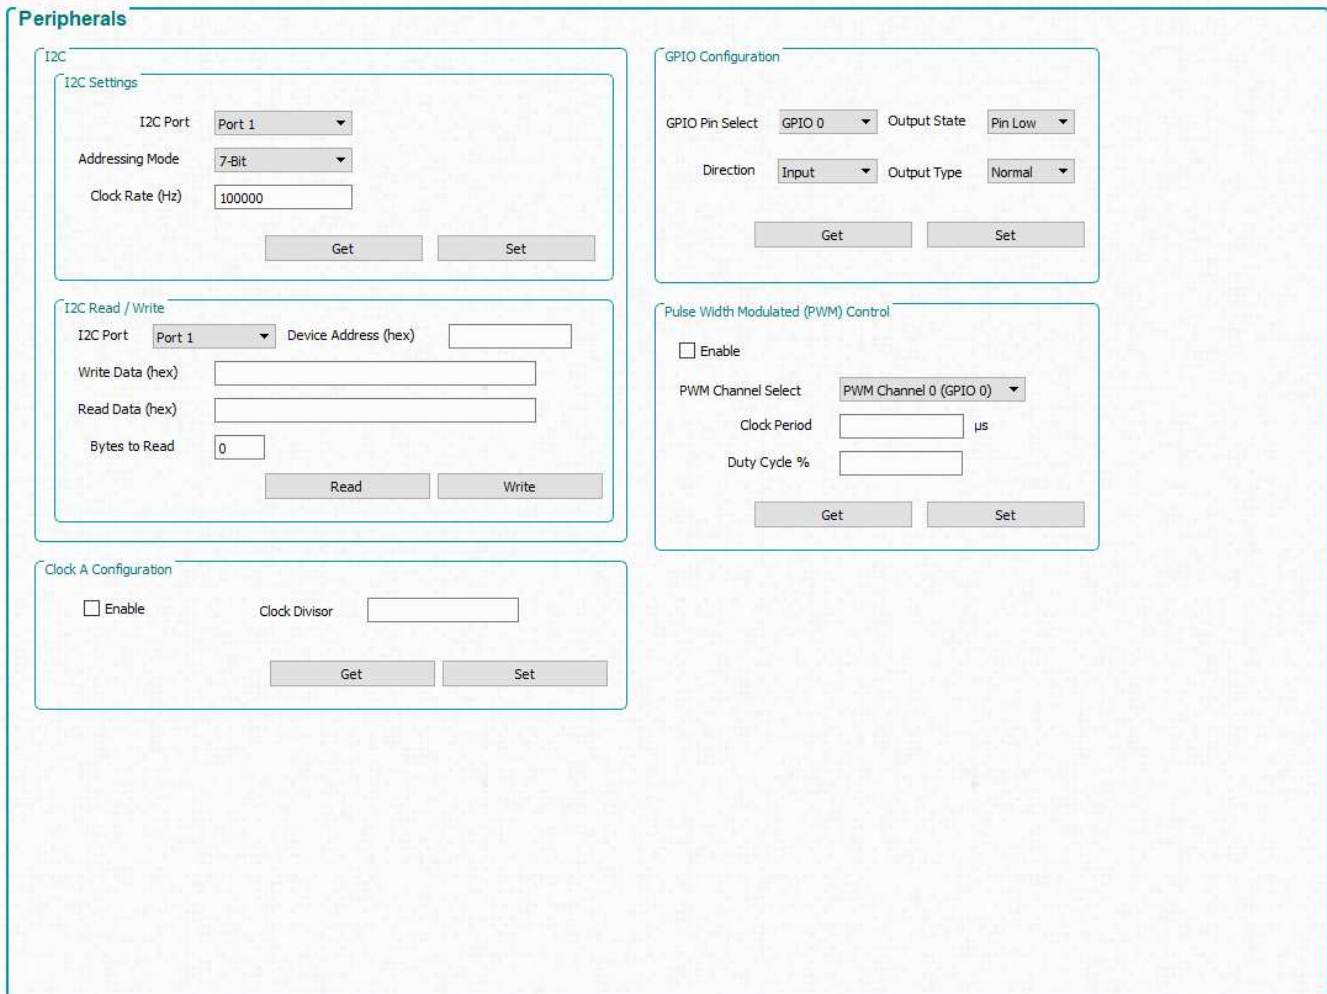 Peripherals
I2C
I2C Settings
I2C Port Port 1
Addressing Mode 7-Bit
Clock Rate (Hz) 100000
Get Set
I2C Read / Write
I2C Port Port 1 Device Address (hex)
Write Data (hex)
Read Data (hex)
Bytes to Read 0
Read Write
Clock A Configuration
Enable Clock Divisor
Get Set
GPIO Configuration
GPIO Pin Select GPIO 0 Output State Pin Low
Direction Input Output Type Normal
Get Set
Pulse Width Modulated (PWM) Control
Enable
PWM Channel Select PWM Channel 0 (GPIO 0)
Clock Period µs
Duty Cycle %
Get Set